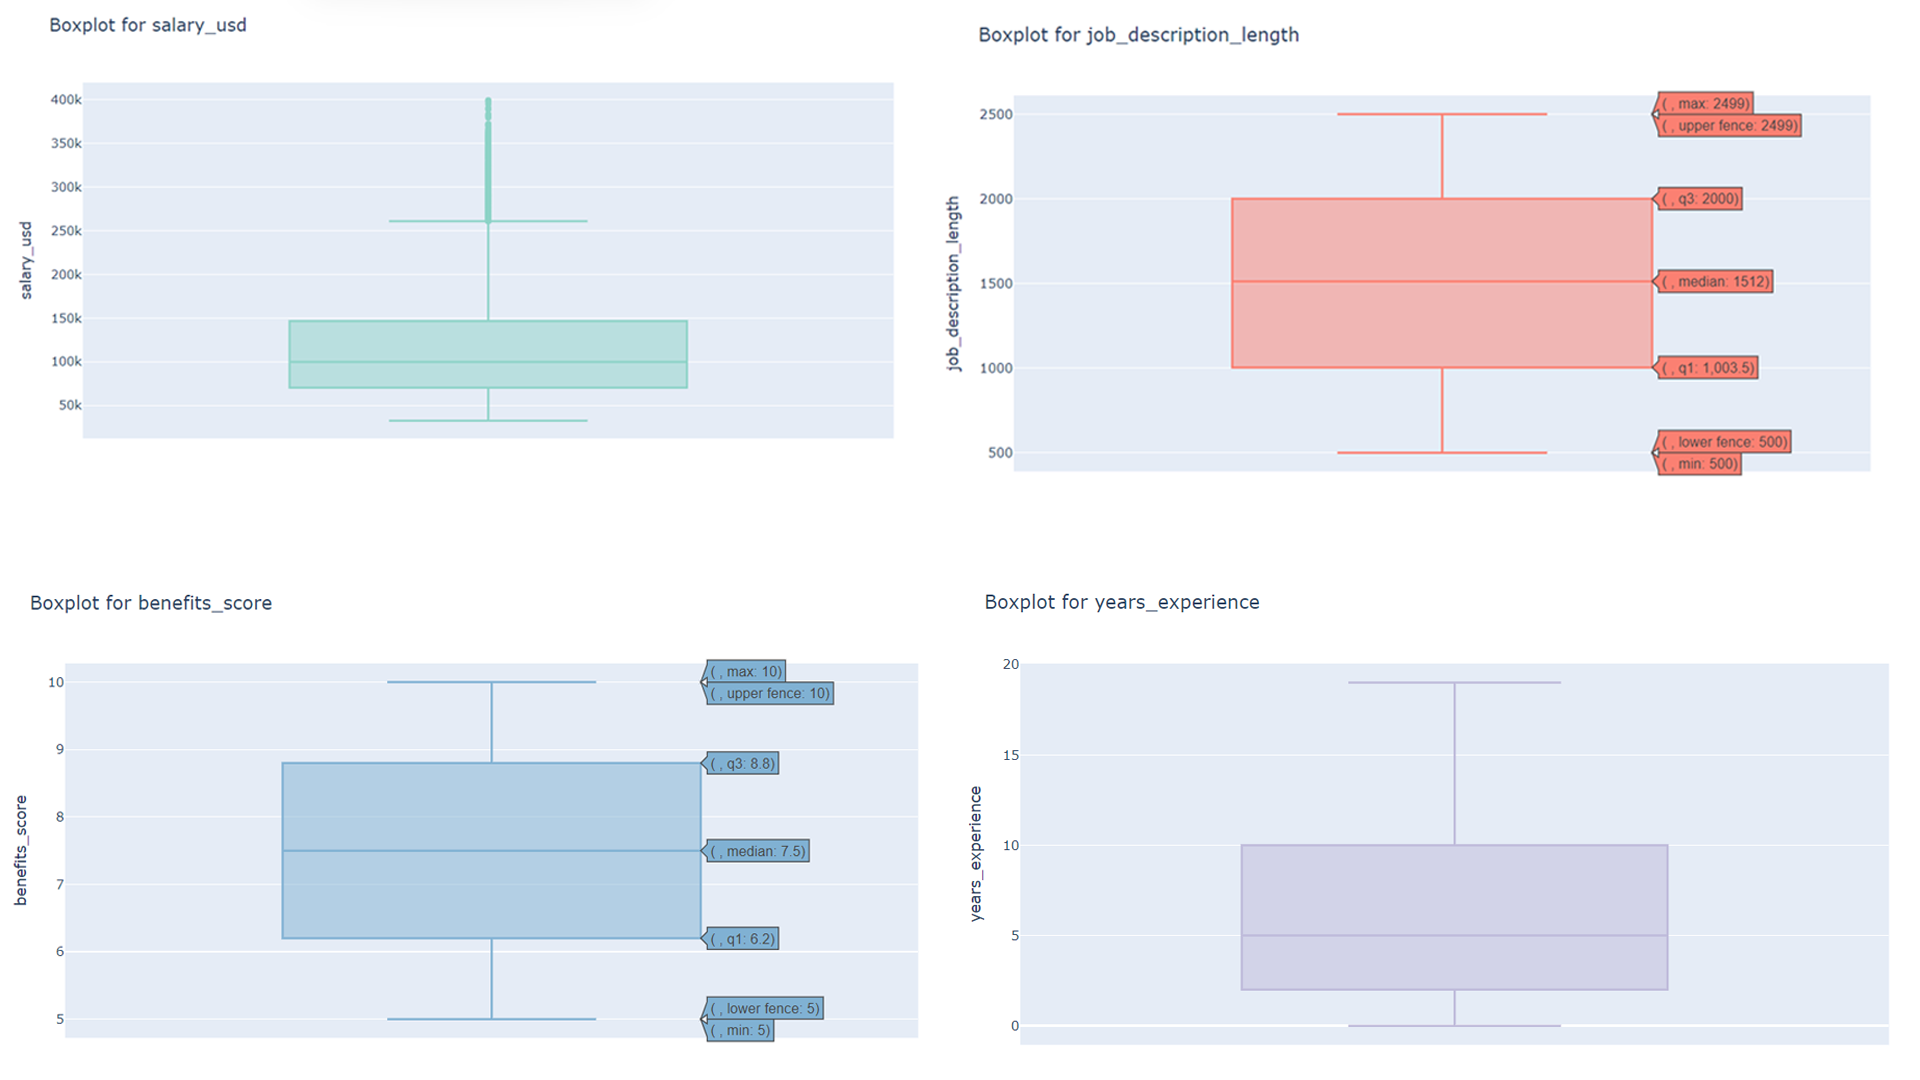 Boxplot for salary_usd
400k
350k
300k
250k
200k
150k
100k
50k
salary_usd
Boxplot for job_description_length
2500
2000
1500
1000
500
job_description_length
( , max: 2499)
( , upper fence: 2499)
( , q3: 2000)
( , median: 1512)
( , q1: 1,003.5)
( , lower fence: 500)
( , min: 500)
Boxplot for benefits_score
10
9
8
7
6
5
benefits_score
( , max: 10)
( , upper fence: 10)
( , q3: 8.8)
( , median: 7.5)
( , q1: 6.2)
( , lower fence: 5)
( , min: 5)
Boxplot for years_experience
20
15
10
5
0
years_experience